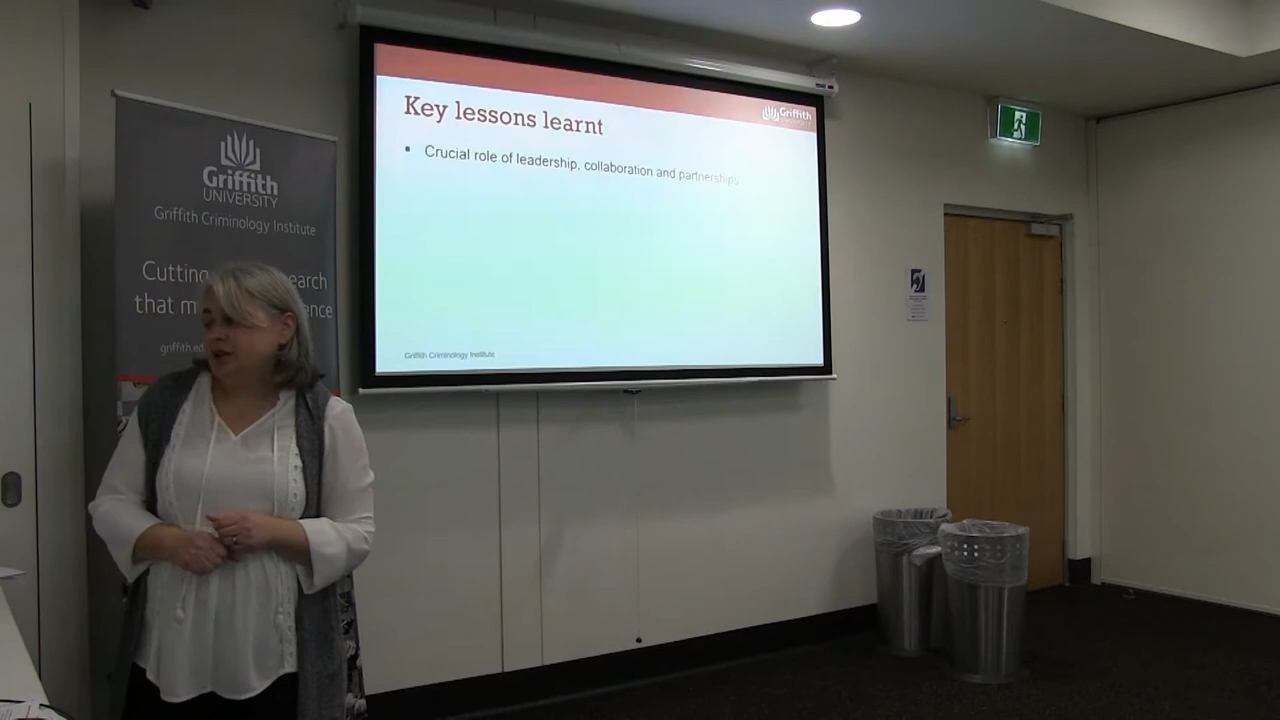 Key lessons learnt
Griffith
▪ Crucial role of leadership, collaboration and partnerships
Griffith Criminology Institute
Griffith
UNIVERSITY
Griffith Criminology Institute
Cutting earch
that m ence
griffith.ed